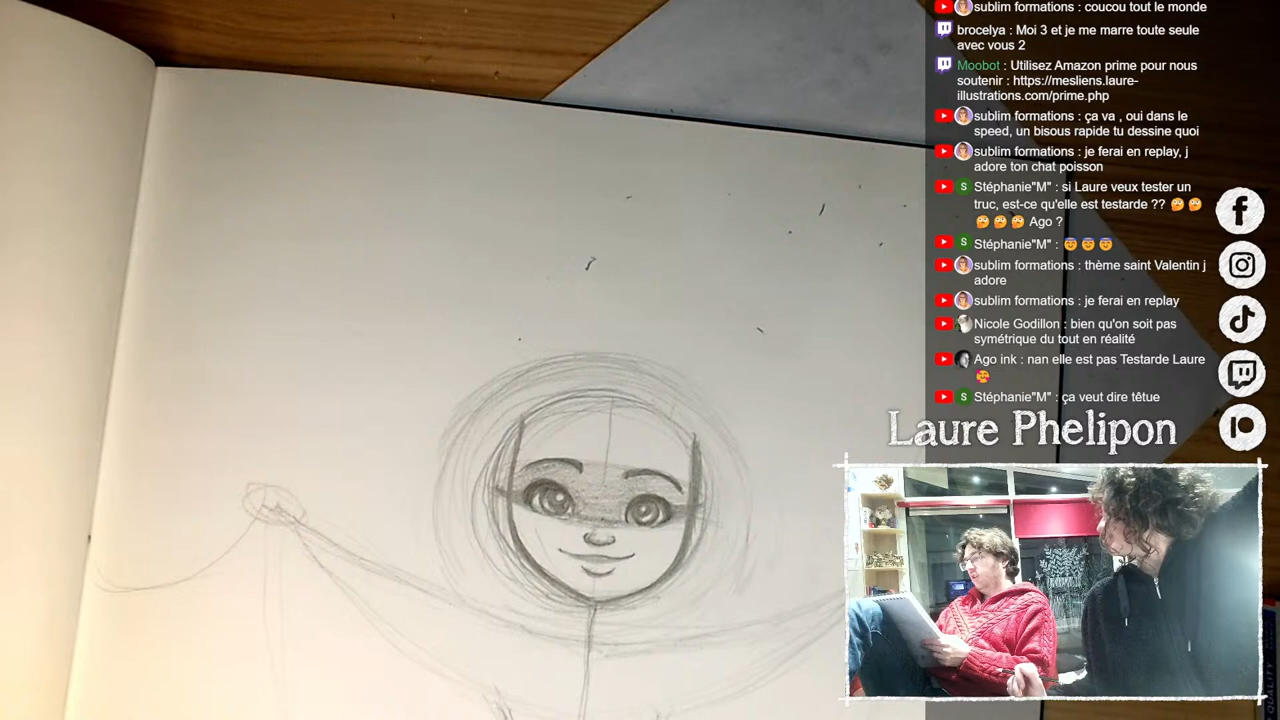 sublim formations : coucou tout le monde
brocelya : Moi 3 et je me marre toute seule
avec vous 2
Moobot : Utilisez Amazon prime pour nous
soutenir : https://mesliens.laure-
illustrations.com/prime.php
sublim formations : ça va , oui dans le
speed, un bisous rapide tu dessine quoi
sublim formations : je ferai en replay, j
adore ton chat poisson
S Stéphanie"M" : si Laure veux tester un
truc, est-ce qu'elle est testarde ?? 🤔🤔
🤔🤔🤔 Ago ?
S Stéphanie"M" : 😇😇😇
sublim formations : thème saint Valentin j
adore
sublim formations : je ferai en replay
Nicole Godillon : bien qu'on soit pas
symétrique du tout en réalité
Ago ink : nan elle est pas Testarde Laure
🥰
S Stéphanie"M" : ça veut dire têtue
Laure Phelipon
QUALITY